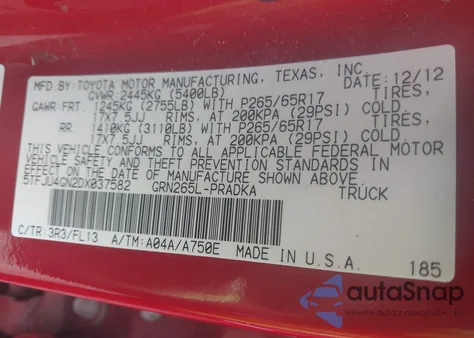 MFD. BY: TOYOTA MOTOR MANUFACTURING, TEXAS, INC.
GVWR: 2445KG (5400LB) DATE: 12/12
GAWR: FRT. 1245KG (2755LB) WITH P265/65R17 TIRES,
17X7.5JJ RIMS, AT 200KPA (29PSI) COLD.
RR. 1410KG (3110LB) WITH P265/65R17 TIRES,
17X7.5JJ RIMS, AT 200KPA (29PSI) COLD.
THIS VEHICLE CONFORMS TO ALL APPLICABLE FEDERAL MOTOR
VEHICLE SAFETY AND THEFT PREVENTION STANDARDS IN
EFFECT ON THE DATE OF MANUFACTURE SHOWN ABOVE.
5TFJU4GN2DX037582 GRN265L-PRADKA TRUCK
C/TR: 3R3/FL13 A/TM: A04A/A750E MADE IN U.S.A. 185
autoSnap